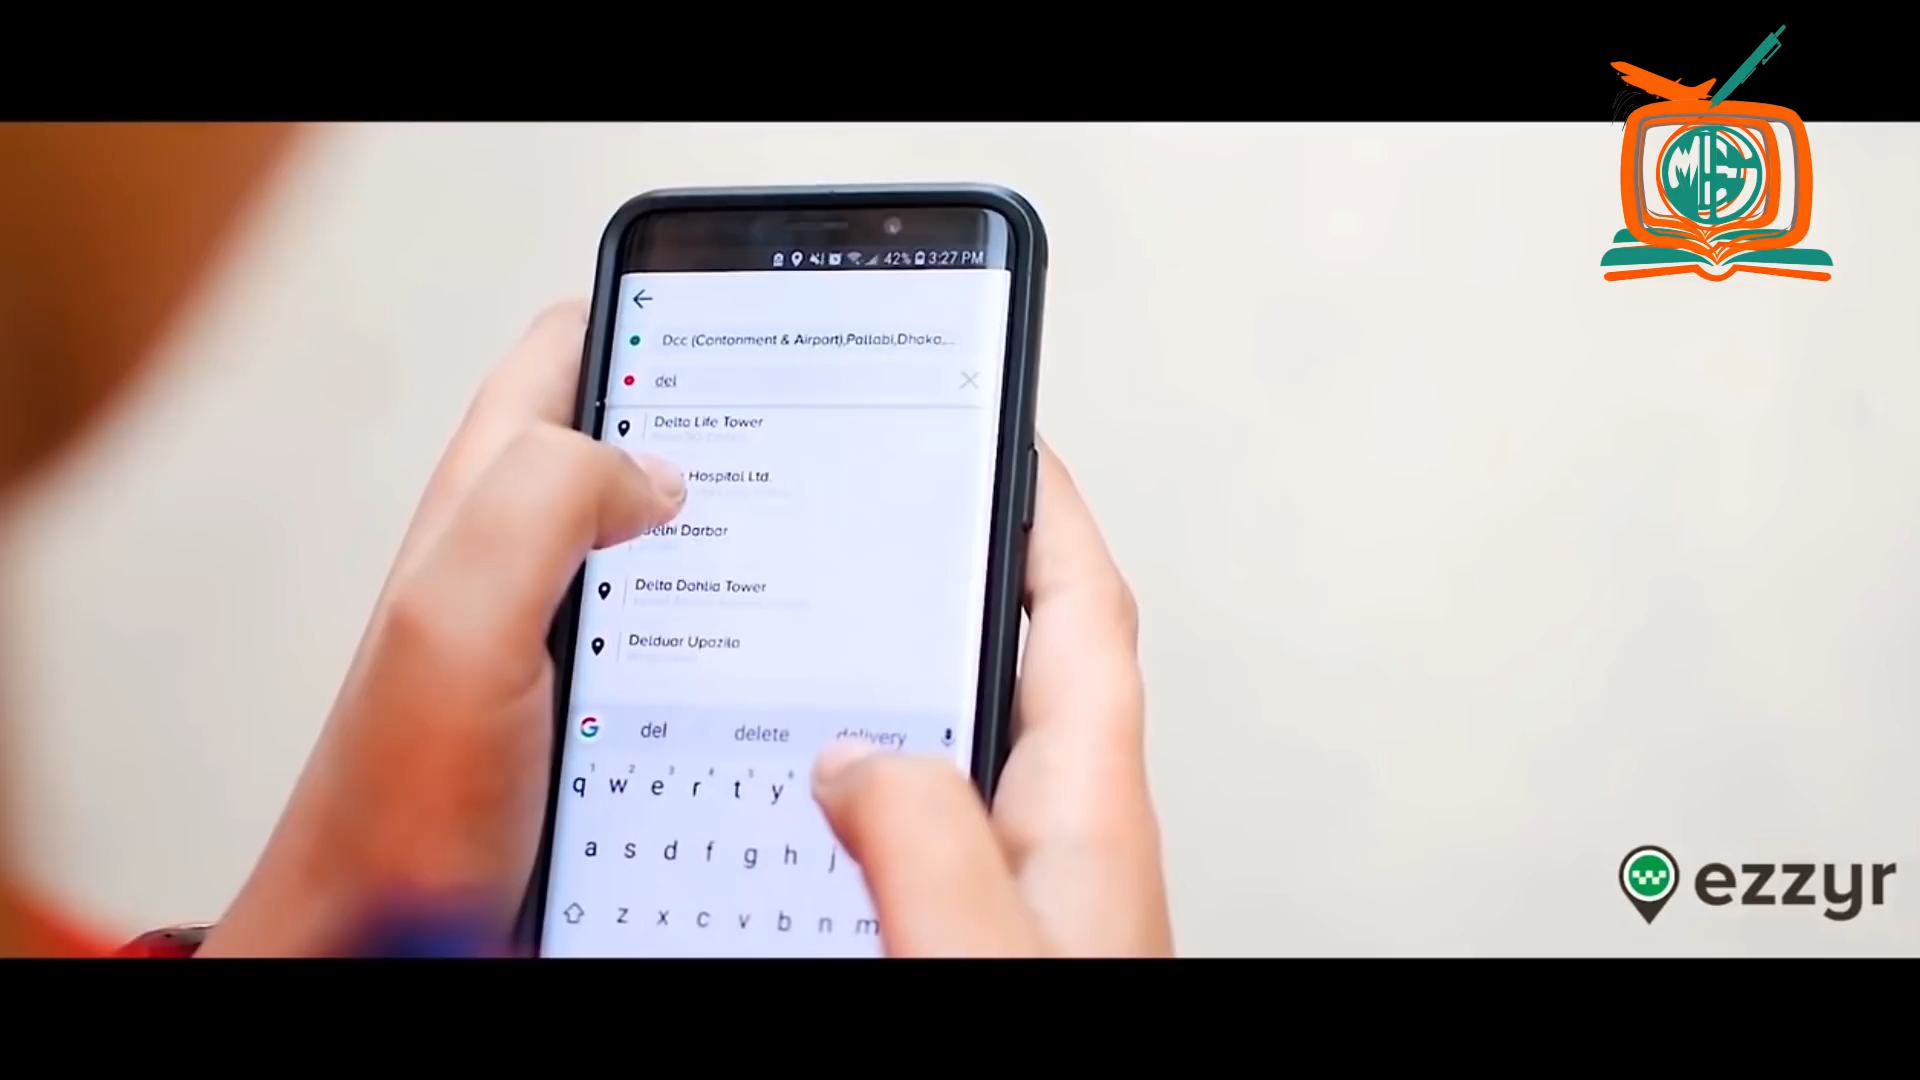 42% 3:27 PM
Dcc (Contonment & Airport),Pallabi,Dhaka,...
del
Delta Life Tower
Hospital Ltd.
elhi Darbar
Delta Dahlia Tower
Delduar Upazila
del delete delivery
q w e r t y
a s d f g h j
z x c v b n m
ezzyr